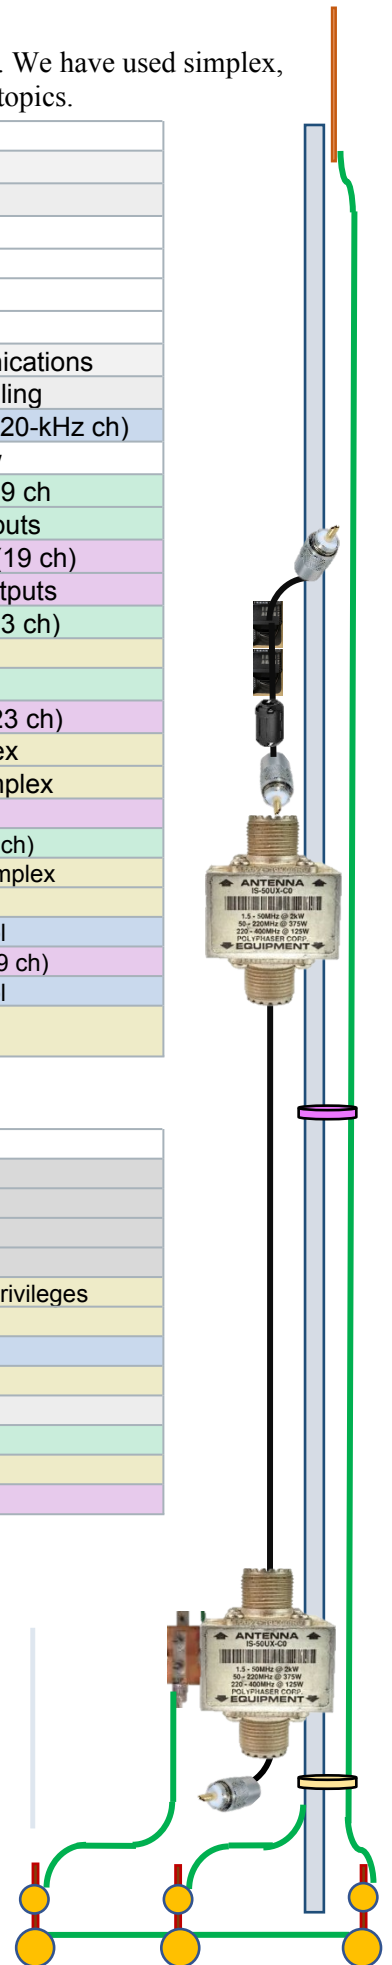 . We have used simplex,
topics.
nications
ling
20-kHz ch)
9 ch
outs
(19 ch)
tputs
3 ch)
23 ch)
ex
nplex
ch)
mplex
l
9 ch)
l
ANTENNA
IS-50UX-C0
1.5 - 50MHz @ 2kW
50 - 220MHz @ 375W
220 - 400MHz @ 125W
POLYPHASER CORP.
EQUIPMENT
rivileges
ANTENNA
IS-50UX-C0
1.5 - 50MHz @ 2kW
50 - 220MHz @ 375W
220 - 400MHz @ 125W
POLYPHASER CORP.
EQUIPMENT